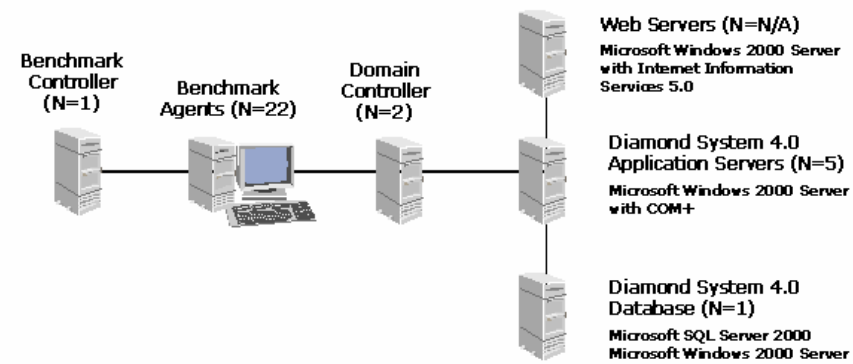 Benchmark
Controller
(N=1)
Benchmark
Agents (N=22)
Domain
Controller
(N=2)
Web Servers (N=N/A)
Microsoft Windows 2000 Server
with Internet Information
Services 5.0
Diamond System 4.0
Application Servers (N=5)
Microsoft Windows 2000 Server
with COM+
Diamond System 4.0
Database (N=1)
Microsoft SQL Server 2000
Microsoft Windows 2000 Server